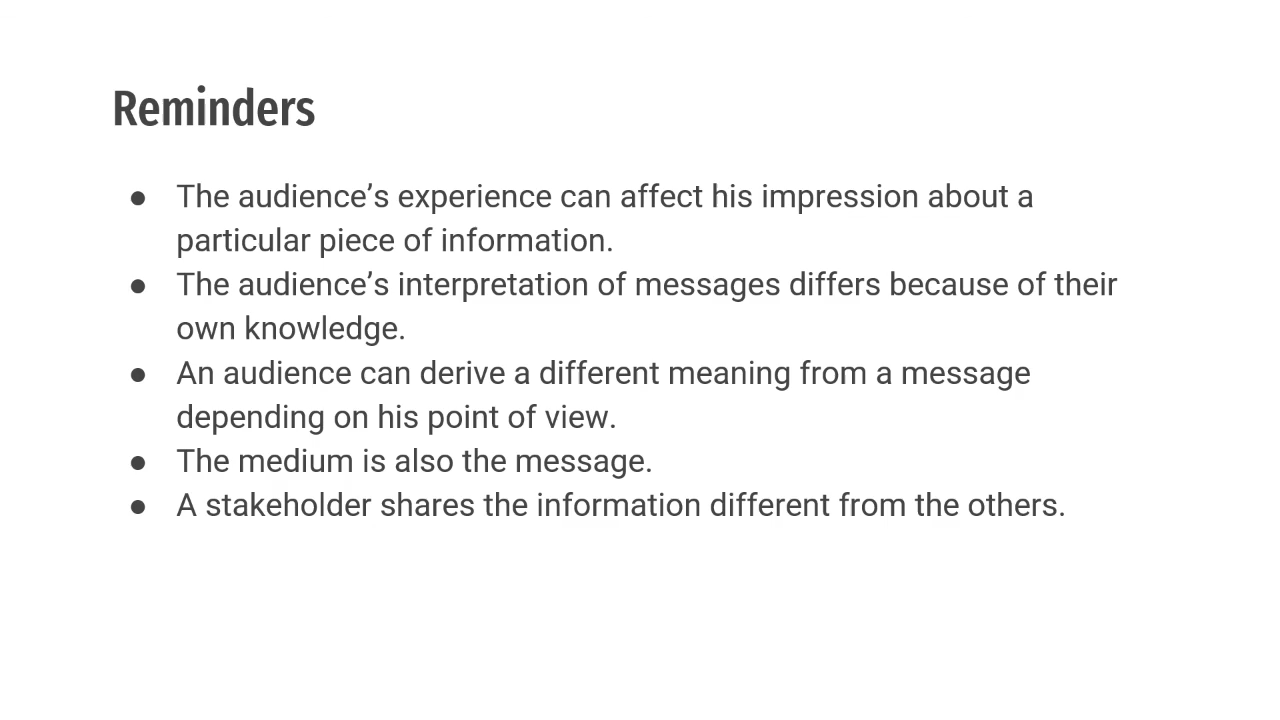 Reminders
● The audience’s experience can affect his impression about a
particular piece of information.
● The audience’s interpretation of messages differs because of their
own knowledge.
● An audience can derive a different meaning from a message
depending on his point of view.
● The medium is also the message.
● A stakeholder shares the information different from the others.